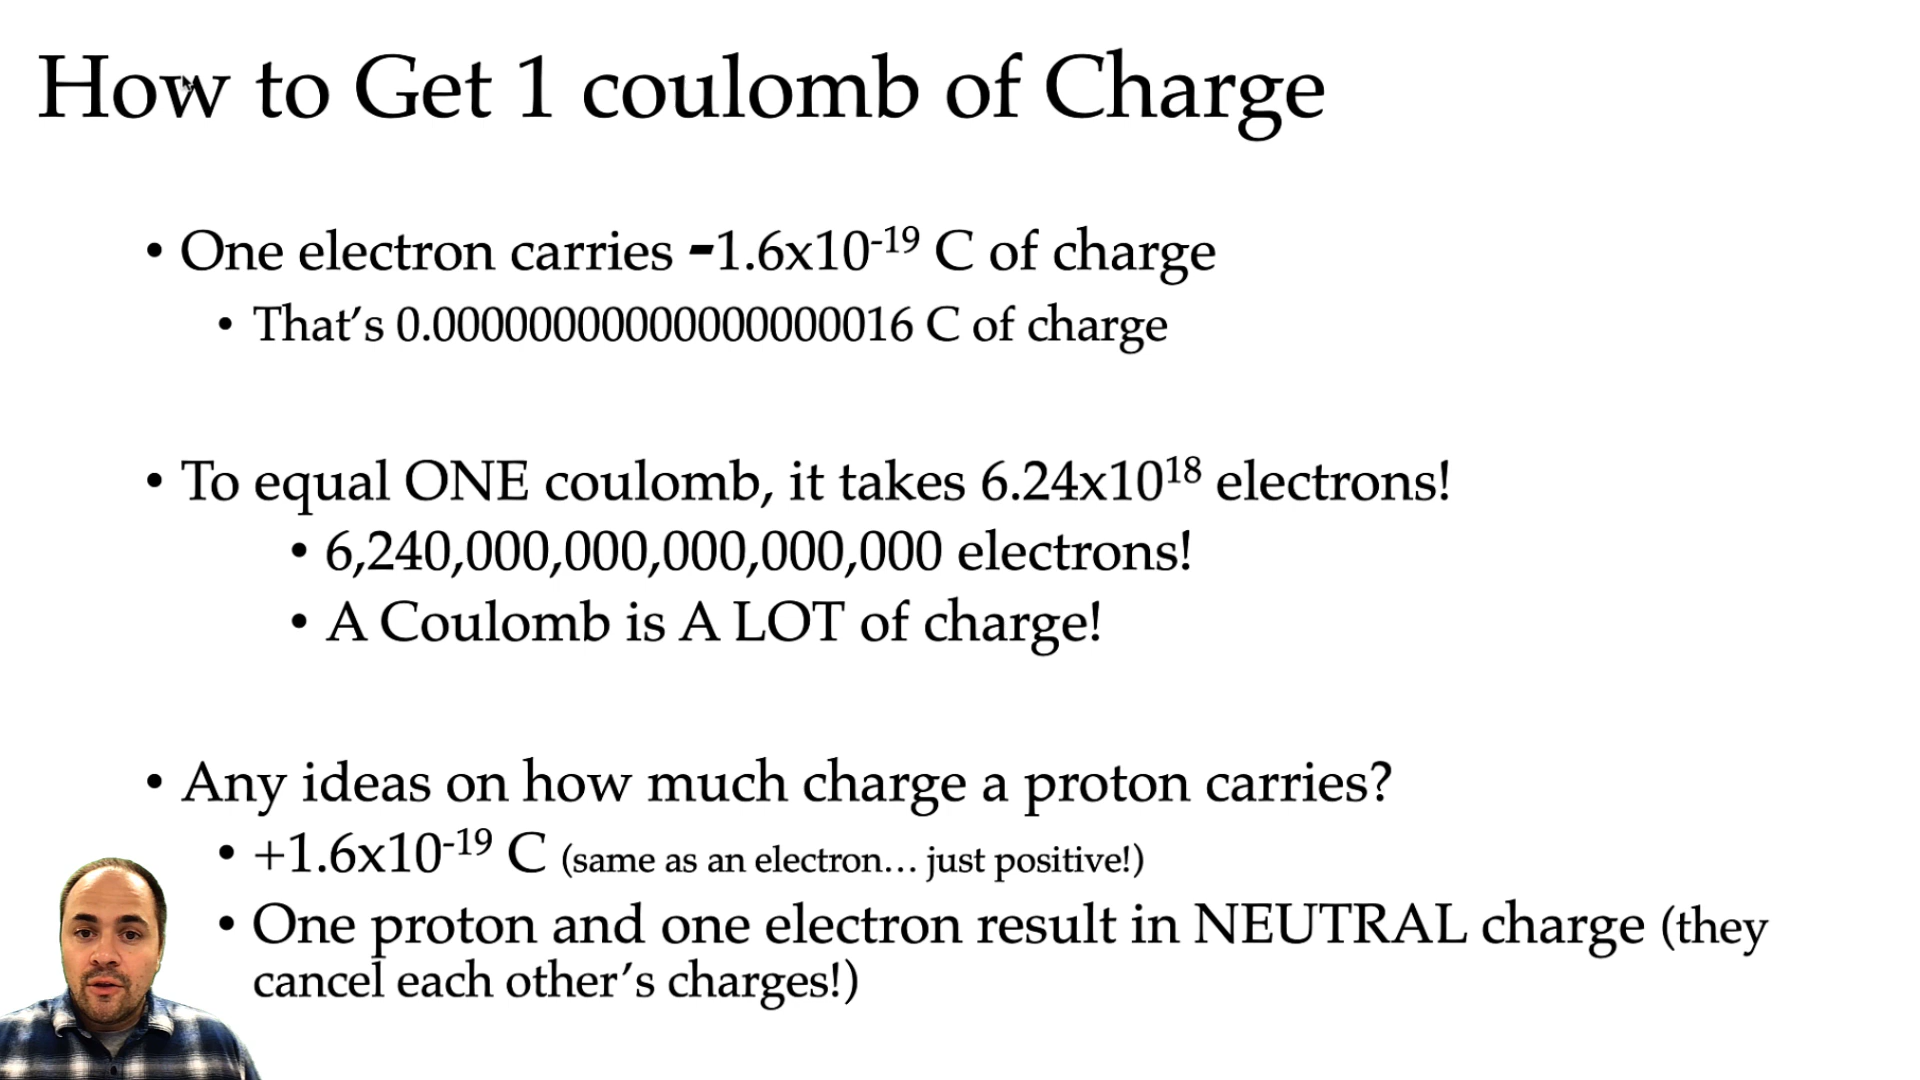 How to Get 1 coulomb of Charge
• One electron carries -1.6x10⁻¹⁹ C of charge
• That's 0.00000000000000000016 C of charge
• To equal ONE coulomb, it takes 6.24x10¹⁸ electrons!
• 6,240,000,000,000,000,000 electrons!
• A Coulomb is A LOT of charge!
• Any ideas on how much charge a proton carries?
• +1.6x10⁻¹⁹ C (same as an electron… just positive!)
• One proton and one electron result in NEUTRAL charge (they
cancel each other's charges!)